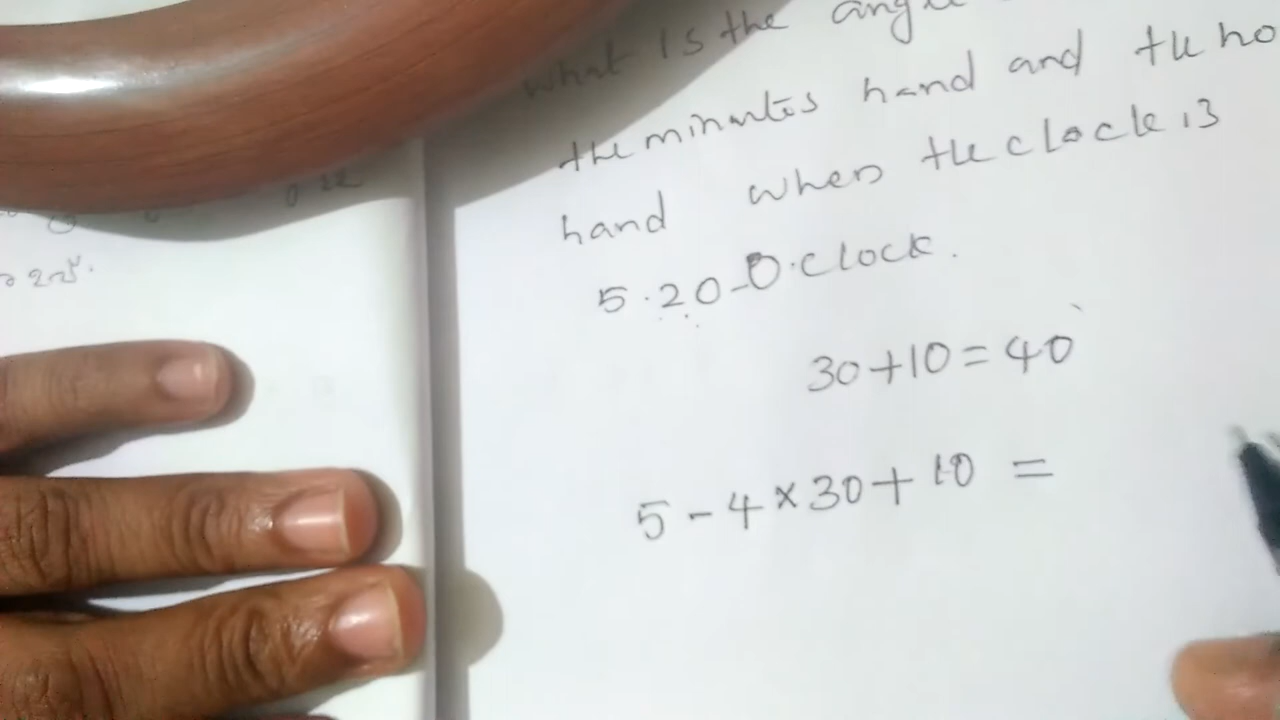 What is the angle
the minutes hand and the ho
hand when the clock is
5.20-O.Clock.
30+10=40
5-4×30+10=